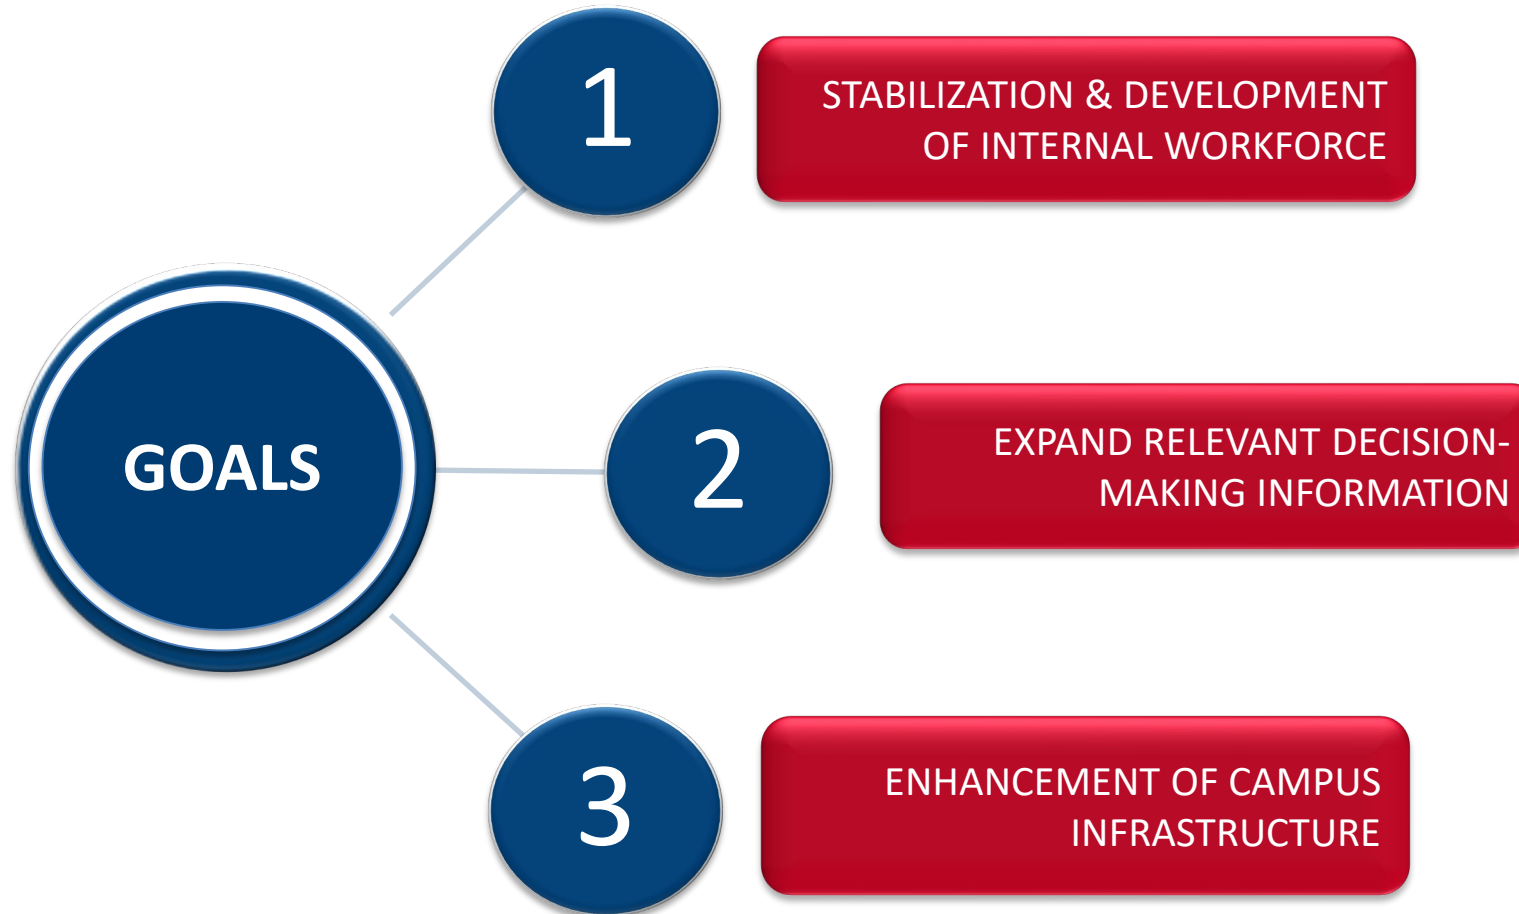 1
STABILIZATION & DEVELOPMENT
OF INTERNAL WORKFORCE
GOALS
2
EXPAND RELEVANT DECISION-
MAKING INFORMATION
3
ENHANCEMENT OF CAMPUS
INFRASTRUCTURE